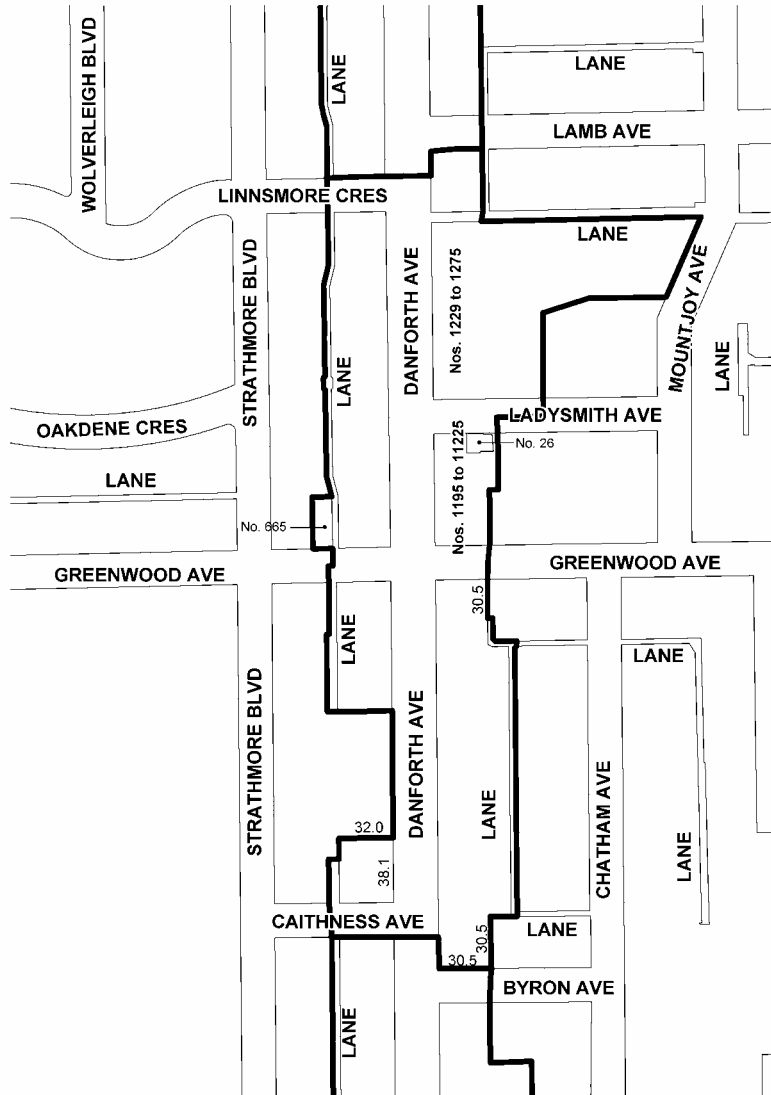 WOLVERLEIGH BLVD
LANE
LANE
LAMB AVE
LINNSMORE CRES
LANE
STRATHMORE BLVD
DANFORTH AVE
Nos. 1229 to 1275
MOUNTJOY AVE
LANE
LANE
LADYSMITH AVE
OAKDENE CRES
No. 26
Nos. 1195 to 11225
LANE
No. 665
GREENWOOD AVE
GREENWOOD AVE
30.5
LANE
LANE
STRATHMORE BLVD
DANFORTH AVE
LANE
CHATHAM AVE
LANE
32.0
38.1
CAITHNESS AVE
30.5
LANE
30.5
BYRON AVE
LANE